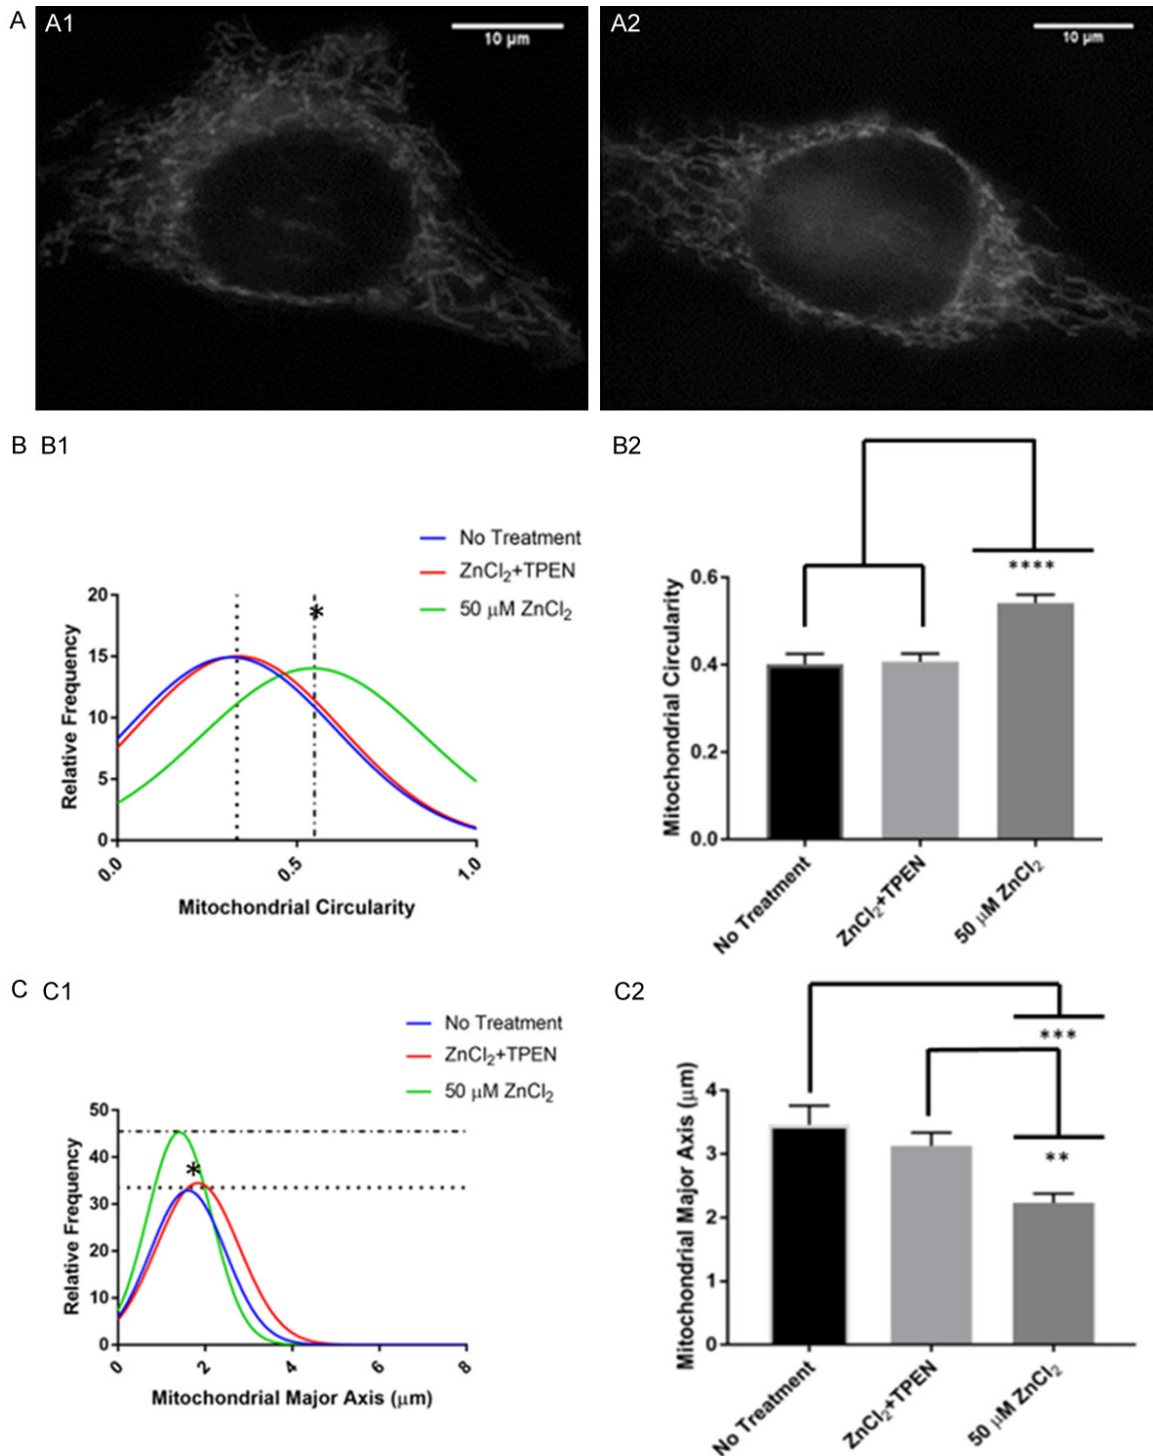 A A1 A2
10 μm 10 μm
B B1 B2
No Treatment
ZnCl₂+TPEN
50 μM ZnCl₂
*
20
15
10
5
0
Relative Frequency
0.0 0.5 1.0
Mitochondrial Circularity
****
0.6
0.4
0.2
0.0
Mitochondrial Circularity
No Treatment
ZnCl₂+TPEN
50 μM ZnCl₂
C C1 C2
No Treatment
ZnCl₂+TPEN
50 μM ZnCl₂
*
50
40
30
20
10
0
Relative Frequency
0 2 4 6 8
Mitochondrial Major Axis (μm)
***
**
4
3
2
1
0
Mitochondrial Major Axis (μm)
No Treatment
ZnCl₂+TPEN
50 μM ZnCl₂